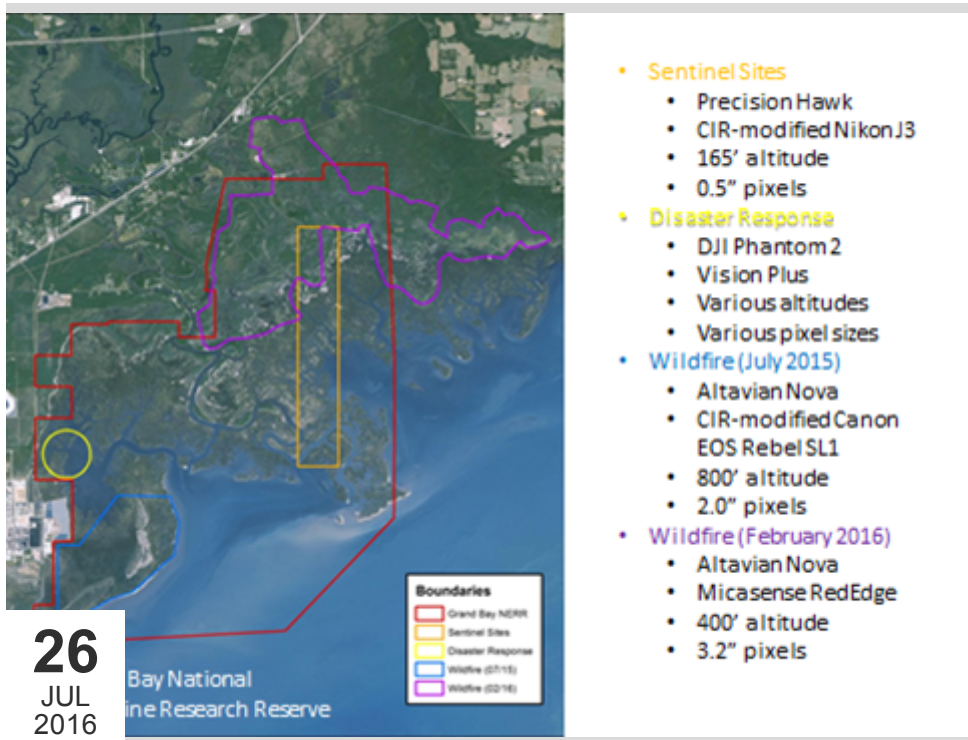 Sentinel Sites
Precision Hawk
CIR-modified Nikon J3
165' altitude
0.5" pixels
Disaster Response
DJI Phantom 2
Vision Plus
Various altitudes
Various pixel sizes
Wildfire (July 2015)
Altavian Nova
CIR-modified Canon
EOS Rebel SL1
800' altitude
2.0" pixels
Wildfire (February 2016)
Altavian Nova
Micasense RedEdge
400' altitude
3.2" pixels
Boundaries
Grand Bay NERR
Sentinel Sites
Disaster Response
Wildfire (07/15)
Wildfire (02/16)
Bay National
ine Research Reserve
26
JUL
2016